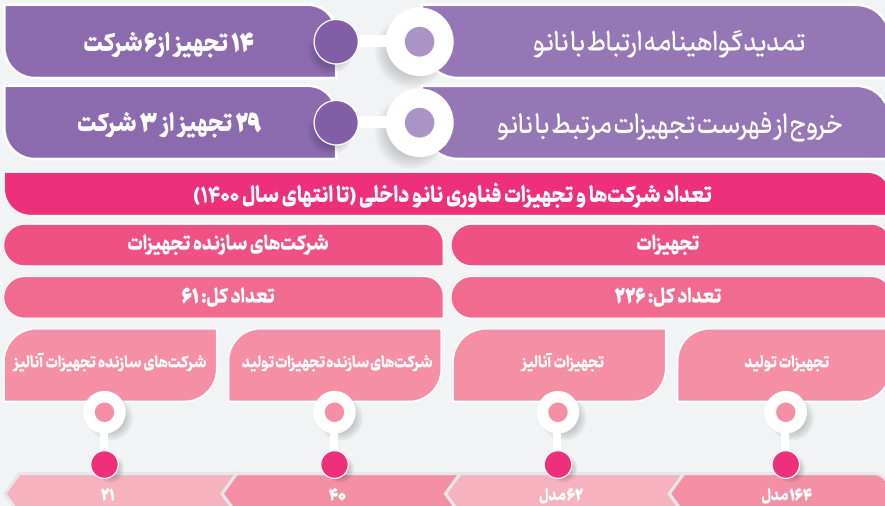 تمدید گواهینامه ارتباط با نانو
۱۴ تجهیز از ۶ شرکت
خروج از فهرست تجهیزات مرتبط با نانو
۲۹ تجهیز از ۳ شرکت
تعداد شرکت‌ها و تجهیزات فناوری نانو داخلی (تا انتهای سال ۱۴۰۰)
تجهیزات
شرکت‌های سازنده تجهیزات
تعداد کل: ۲۲۶
تعداد کل: ۶۱
تجهیزات تولید
تجهیزات آنالیز
شرکت‌های سازنده تجهیزات تولید
شرکت‌های سازنده تجهیزات آنالیز
۱۶۴ مدل
۶۲ مدل
۴۰
۲۱